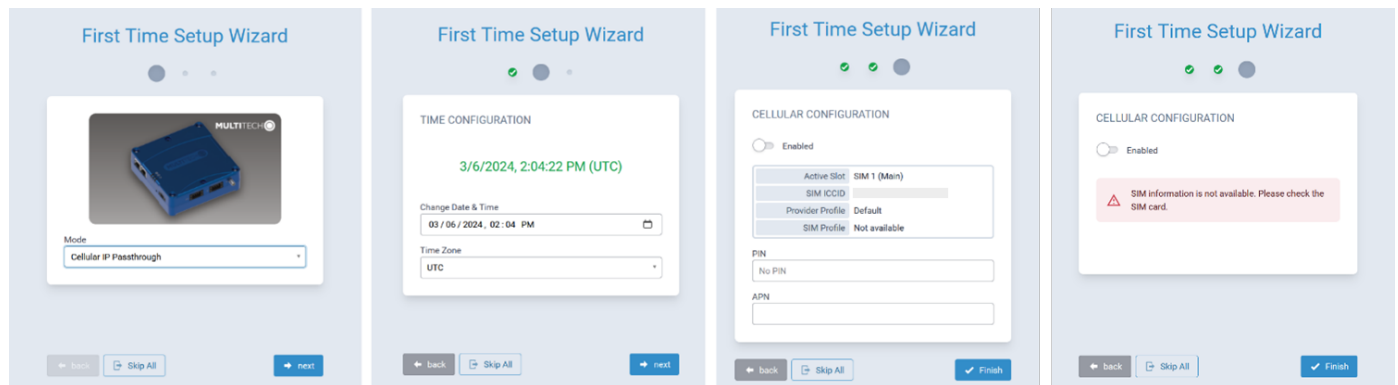 First Time Setup Wizard
MULTITECH
Mode
Cellular IP Passthrough
back
Skip All
next
First Time Setup Wizard
TIME CONFIGURATION
3/6/2024, 2:04:22 PM (UTC)
Change Date & Time
03/06/2024, 02:04 PM
Time Zone
UTC
back
Skip All
next
First Time Setup Wizard
CELLULAR CONFIGURATION
Enabled
Active Slot SIM 1 (Main)
SIM ICCID
Provider Profile Default
SIM Profile Not available
PIN
No PIN
APN
back
Skip All
Finish
First Time Setup Wizard
CELLULAR CONFIGURATION
Enabled
SIM information is not available. Please check the
SIM card.
back
Skip All
Finish